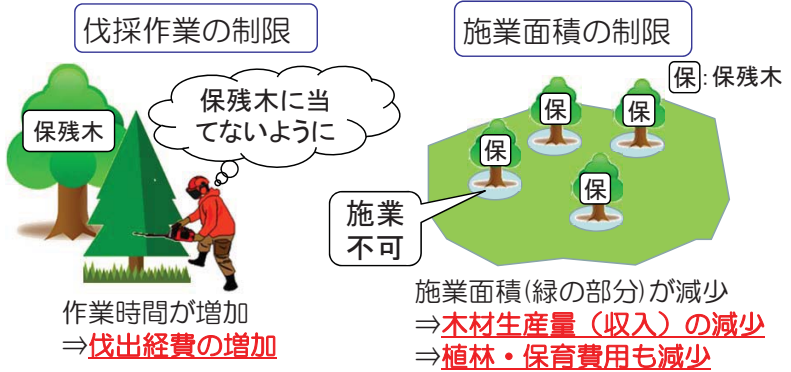 伐採作業の制限
保残木
保残木に当
てないように
作業時間が増加
⇒伐出経費の増加
施業面積の制限
保:保残木
保
保
保
保
施業
不可
施業面積(緑の部分)が減少
⇒木材生産量（収入）の減少
⇒植林・保育費用も減少